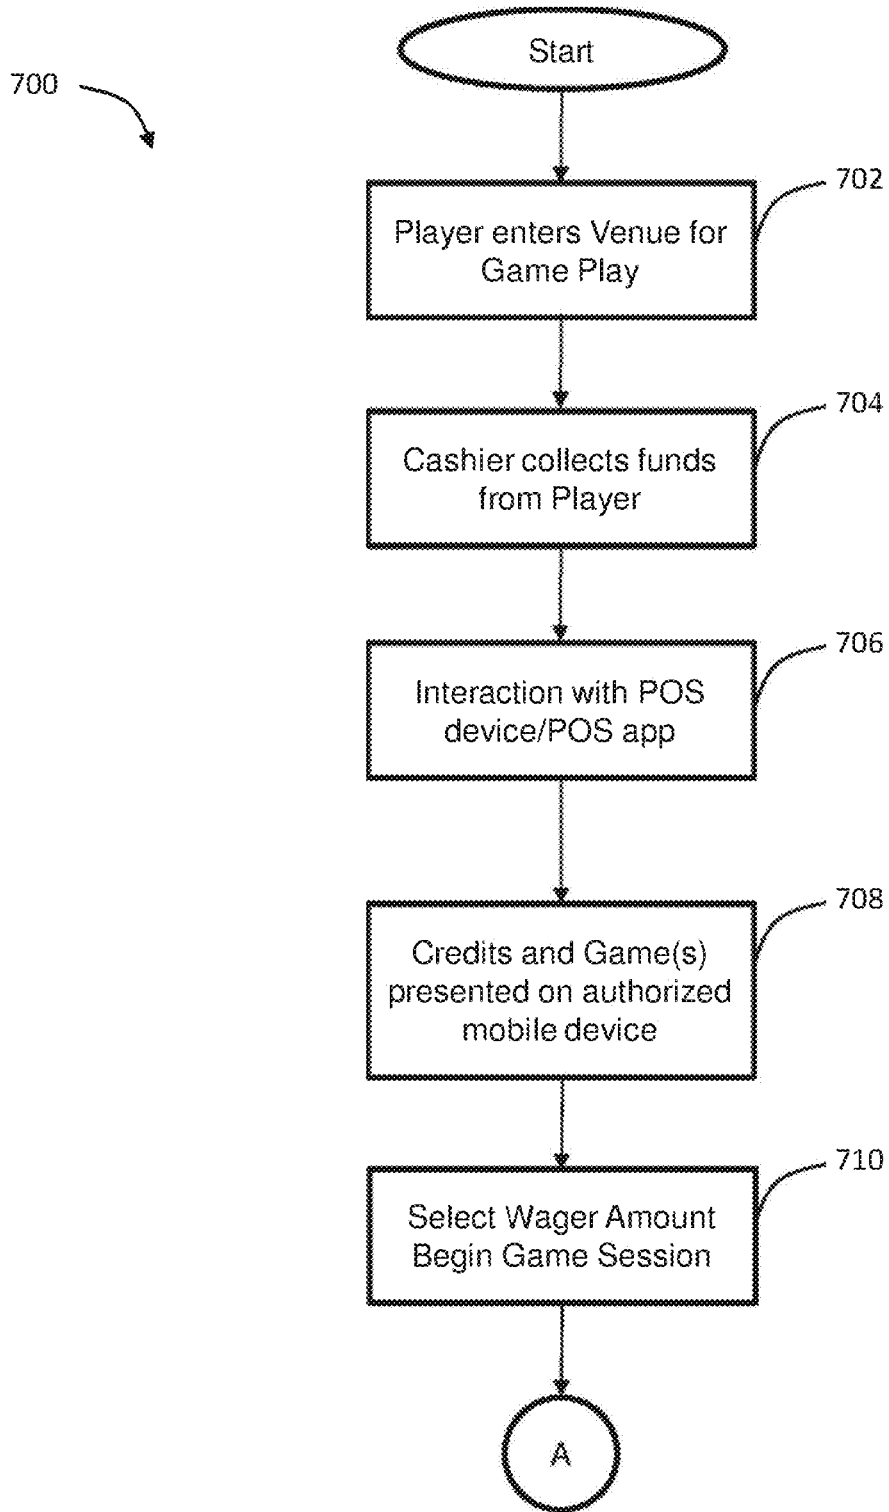 Start
700
702
Player enters Venue for
Game Play
704
Cashier collects funds
from Player
706
Interaction with POS
device/POS app
708
Credits and Game(s)
presented on authorized
mobile device
710
Select Wager Amount
Begin Game Session
A